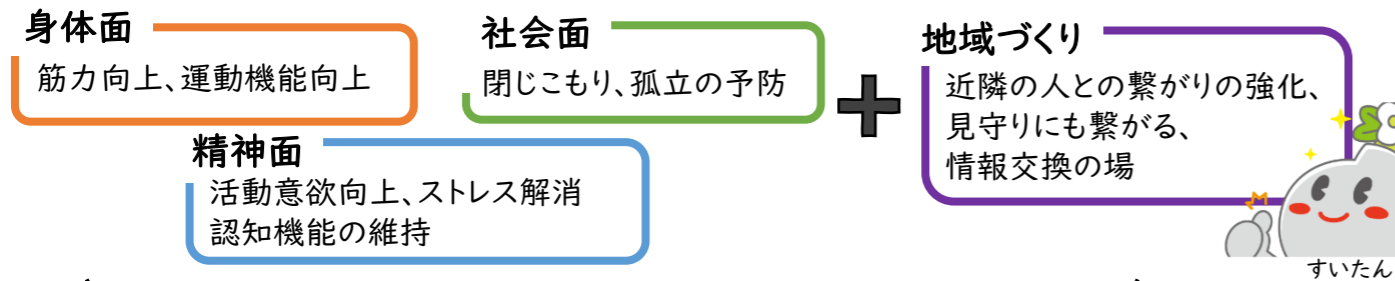 身体面
筋力向上、運動機能向上
社会面
閉じこもり、孤立の予防
精神面
活動意欲向上、ストレス解消
認知機能の維持
地域づくり
近隣の人との繋がりの強化、
見守りにも繋がる、
情報交換の場
すいたん